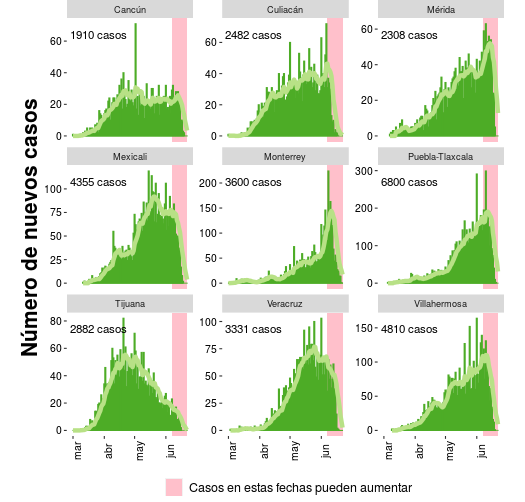 Número de nuevos casos
Cancún
1910 casos
60
40
20
0
Culiacán
2482 casos
60
40
20
0
Mérida
2308 casos
60
40
20
0
Mexicali
4355 casos
100
75
50
25
0
Monterrey
3600 casos
200
150
100
50
0
Puebla-Tlaxcala
6800 casos
300
200
100
0
Tijuana
2882 casos
80
60
40
20
0
mar abr may jun
Veracruz
3331 casos
100
75
50
25
0
mar abr may jun
Villahermosa
4810 casos
150
100
50
0
mar abr may jun
Casos en estas fechas pueden aumentar